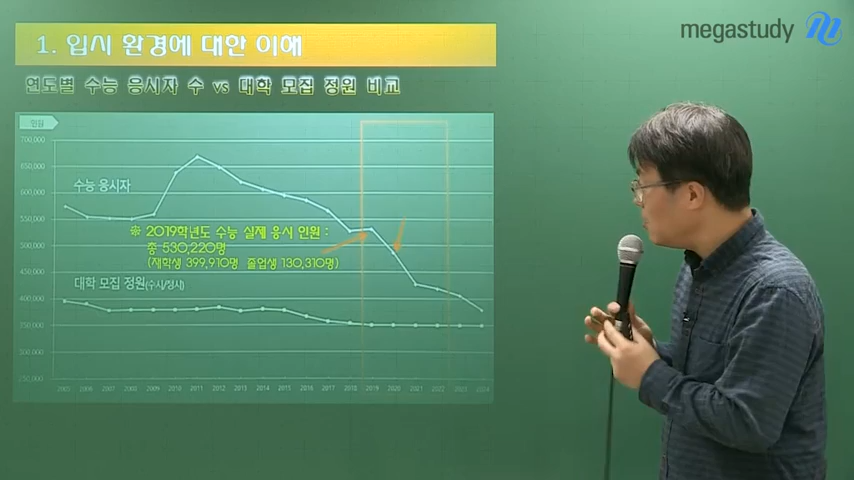 megastudy
1. 입시 환경에 대한 이해
연도별 수능 응시자 수 vs 대학 모집 정원 비교
700,000
650,000
600,000
550,000
500,000
450,000
400,000
350,000
300,000
250,000
수능 응시자
※ 2019학년도 수능 실제 응시 인원 :
총 530,220명
(재학생 399,910명 졸업생 130,310명)
대학 모집 정원(수시/정시)
2005 2006 2007 2008 2009 2010 2011 2012 2013 2014 2015 2016 2017 2018 2019 2020 2021 2022 2023 2024